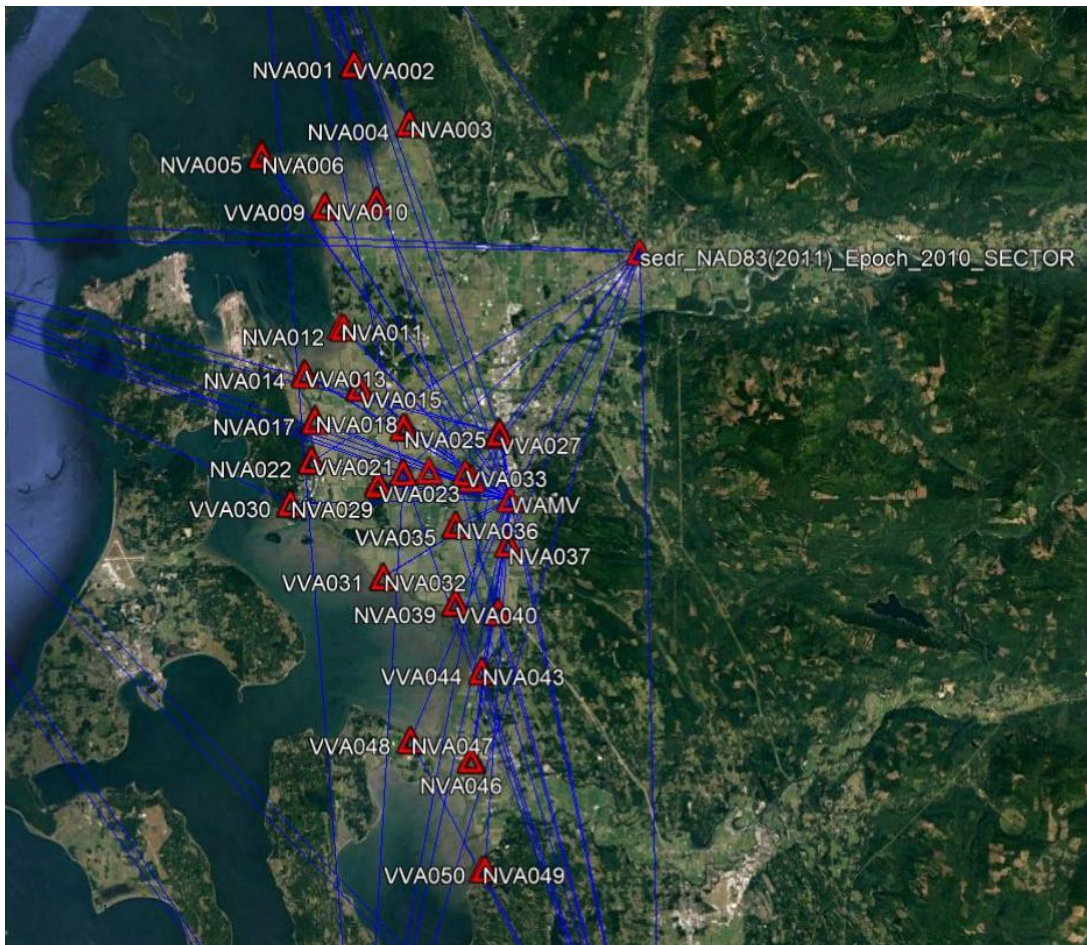 NVA001 VVA002
NVA004 NVA003
NVA005 NVA006
VVA009 NVA010
sedr_NAD83(2011)_Epoch_2010_SECTOR
NVA012 NVA011
NVA014 VVA013
VVA015
NVA017 NVA018
NVA025 VVA027
NVA022 VVA021
VVA033
VVA023
VVA030 NVA029
WAMV
VVA035 NVA036
NVA037
VVA031 NVA032
NVA039 VVA040
VVA044 NVA043
VVA048 NVA047
NVA046
VVA050 NVA049